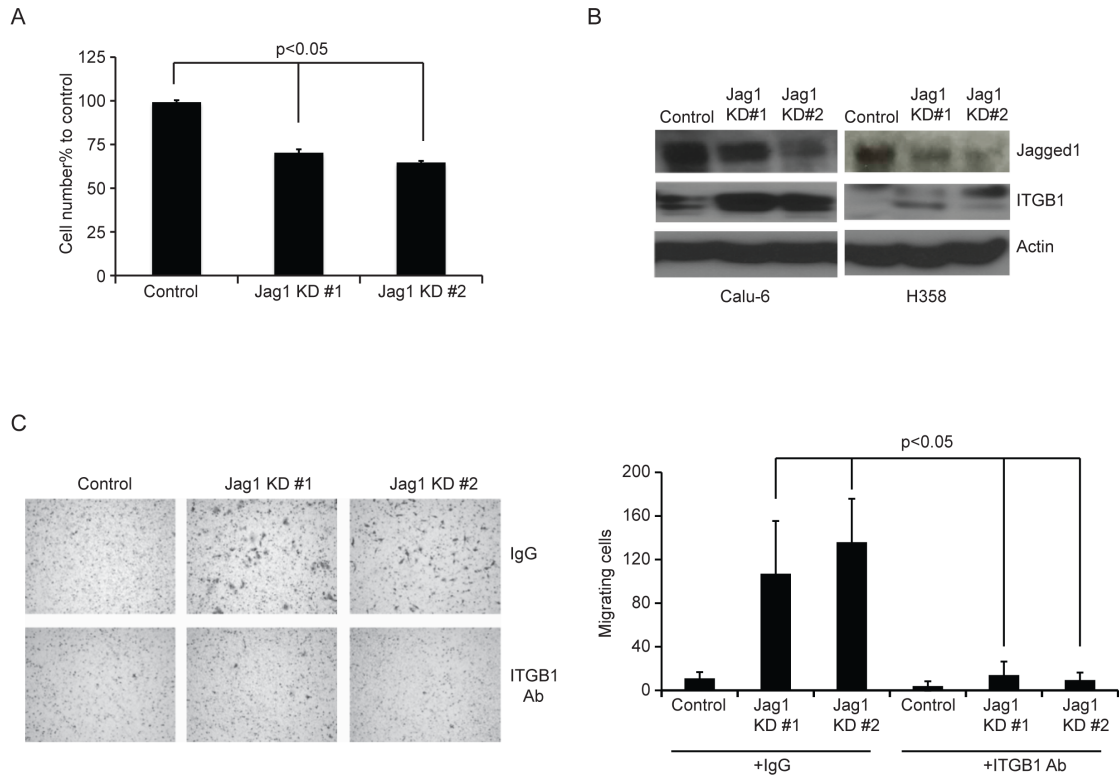 A
p<0.05
125
100
75
50
25
0
Cell number% to control
Control
Jag1 KD #1
Jag1 KD #2
B
Control
Jag1
KD#1
Jag1
KD#2
Control
Jag1
KD#1
Jag1
KD#2
Jagged1
ITGB1
Actin
Calu-6
H358
C
Control
Jag1 KD #1
Jag1 KD #2
IgG
ITGB1
Ab
p<0.05
200
160
120
80
40
0
Migrating cells
Control
Jag1
KD #1
Jag1
KD #2
Control
Jag1
KD #1
Jag1
KD #2
+IgG
+ITGB1 Ab